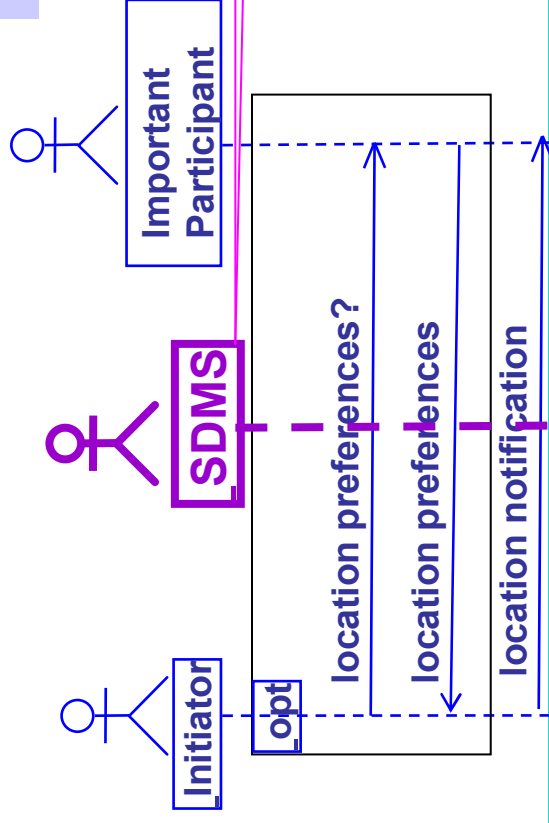 Initiator
SDMS
Important
Participant
opt
location preferences?
location preferences
location notification